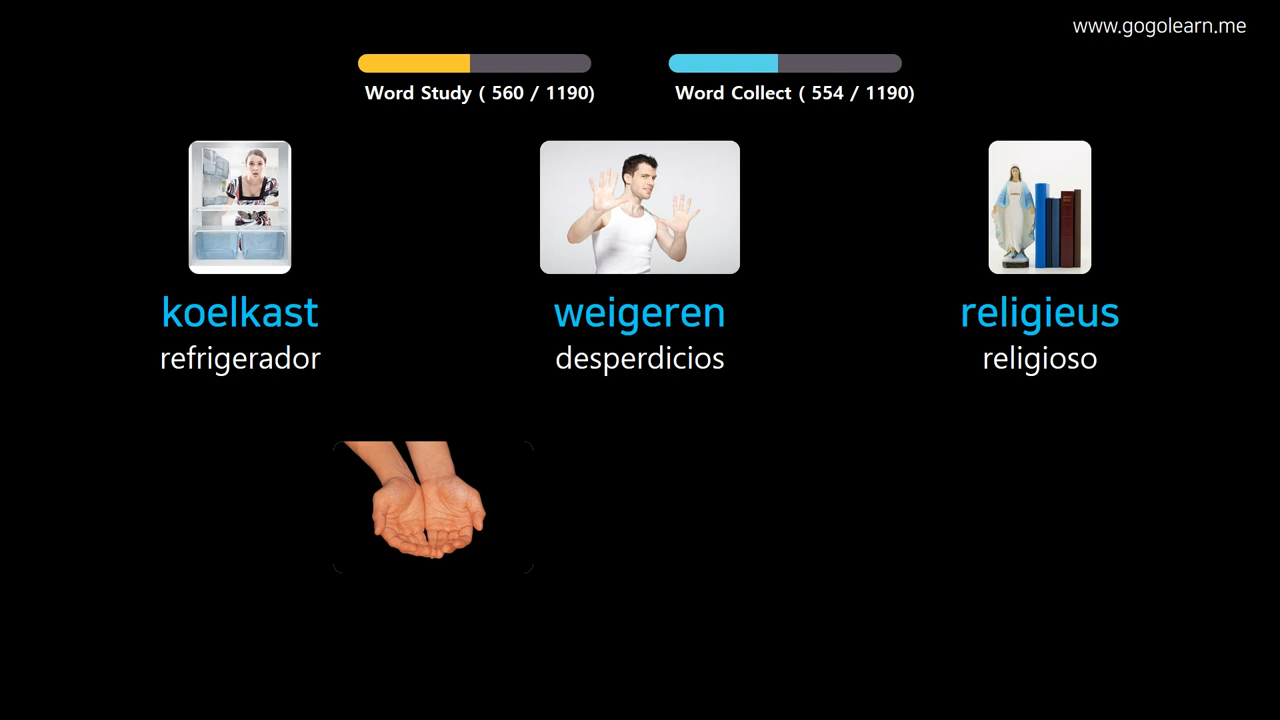 www.gogolearn.me
Word Study ( 560 / 1190)
Word Collect ( 554 / 1190)
koelkast
refrigerador
weigeren
desperdicios
religieus
religioso